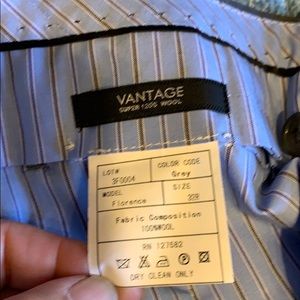 VANTAGE
SUPER 120S WOOL
LOT# COLOR CODE
3F0004 Grey
MODEL SIZE
Florence 32R
Fabric Composition
100%WOOL
RN 127582
DRY CLEAN ONLY